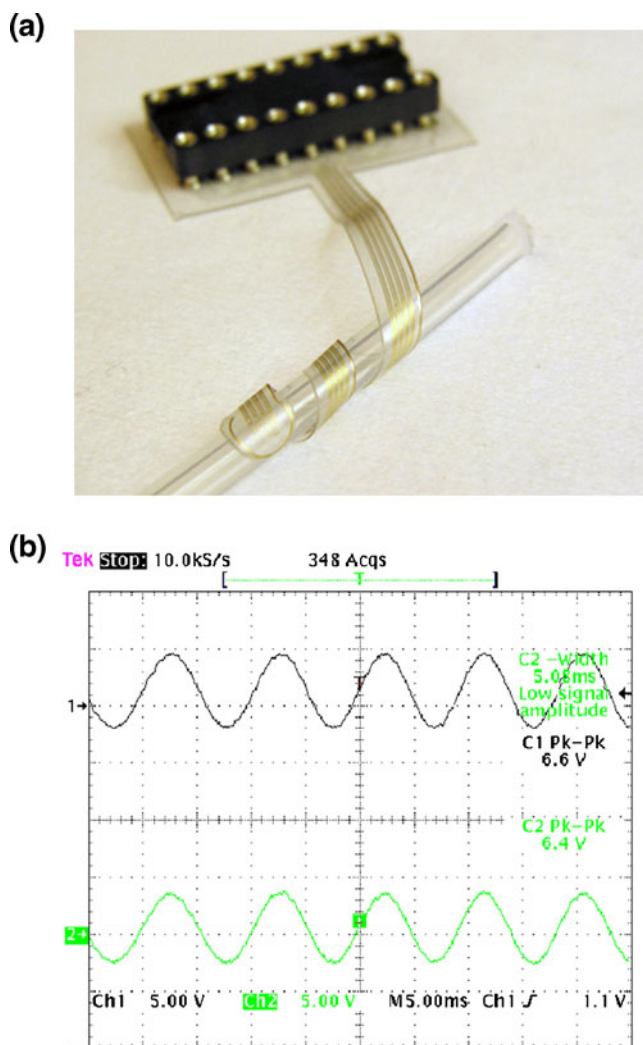 (a)
(b)
Tek Stop: 10.0kS/s 348 Acqs
[ T ]
C2 -Width
5.08ms
Low signal
amplitude
1
C1 Pk-Pk
6.6 V
C2 Pk-Pk
6.4 V
2
Ch1 5.00 V Ch2 5.00 V M5.00ms Ch1 1.1 V